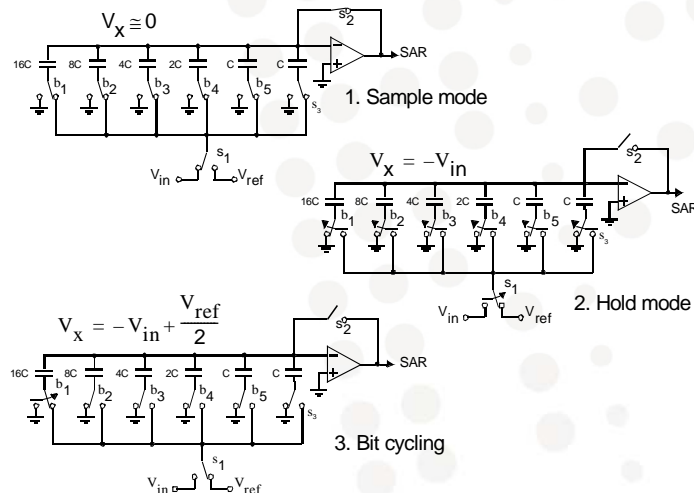 V_x ≅ 0
s_2
SAR
16C 8C 4C 2C C C
b_1 b_2 b_3 b_4 b_5 s_3
1. Sample mode
s_1
V_in V_ref
V_x = −V_in
s_2
SAR
16C 8C 4C 2C C C
b_1 b_2 b_3 b_4 b_5 s_3
s_1
V_in V_ref
2. Hold mode
V_x = −V_in + V_ref/2
s_2
SAR
16C 8C 4C 2C C C
b_1 b_2 b_3 b_4 b_5 s_3
3. Bit cycling
s_1
V_in V_ref